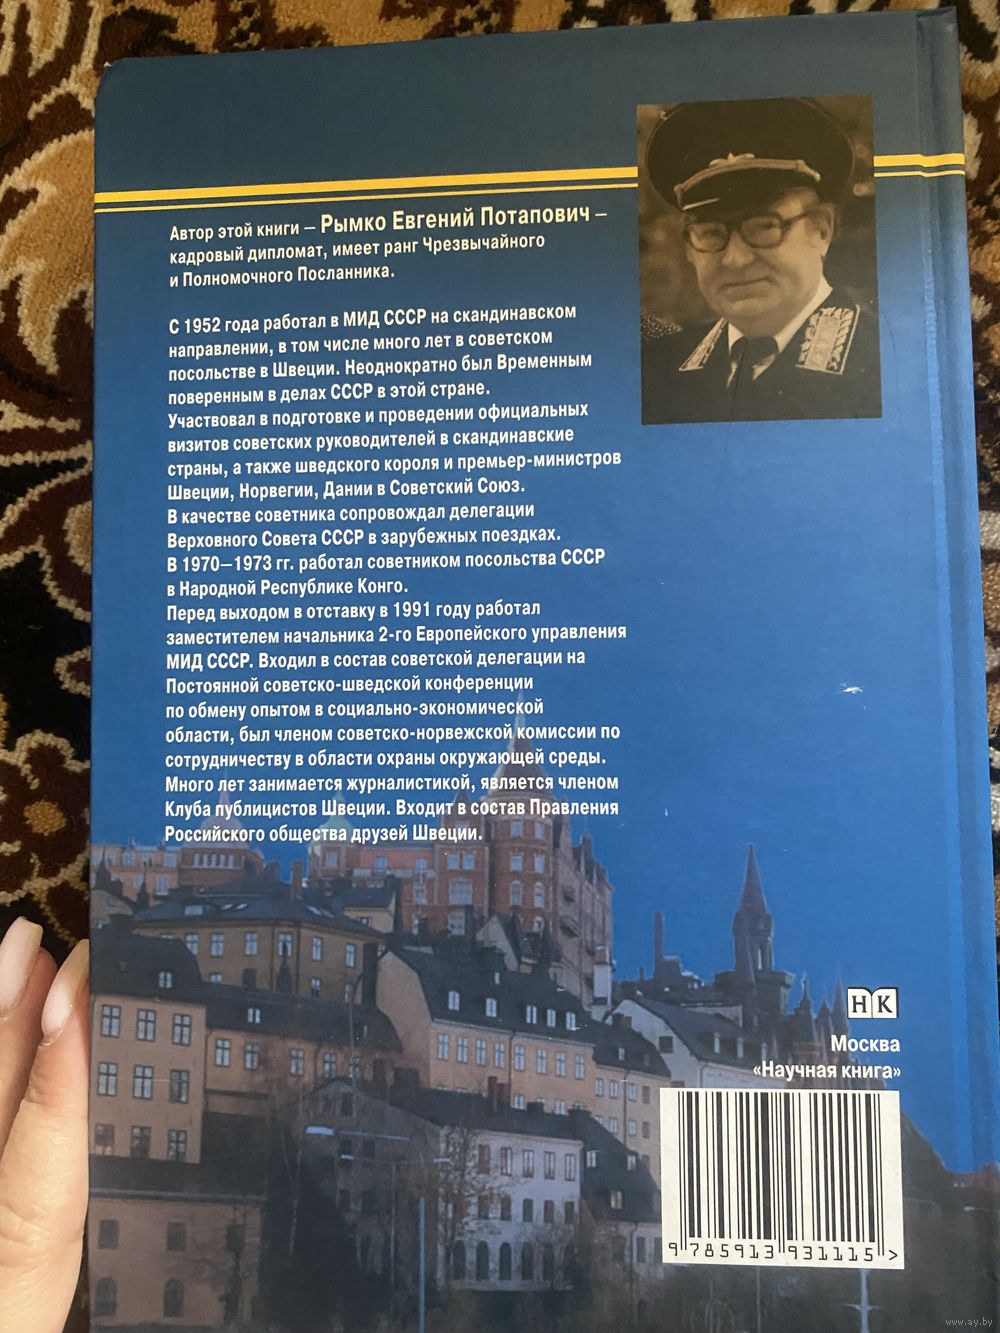 Автор этой книги – Рымко Евгений Потапович –
кадровый дипломат, имеет ранг Чрезвычайного
и Полномочного Посланника.
С 1952 года работал в МИД СССР на скандинавском
направлении, в том числе много лет в советском
посольстве в Швеции. Неоднократно был Временным
поверенным в делах СССР в этой стране.
Участвовал в подготовке и проведении официальных
визитов советских руководителей в скандинавские
страны, а также шведского короля и премьер-министров
Швеции, Норвегии, Дании в Советский Союз.
В качестве советника сопровождал делегации
Верховного Совета СССР в зарубежных поездках.
В 1970–1973 гг. работал советником посольства СССР
в Народной Республике Конго.
Перед выходом в отставку в 1991 году работал
заместителем начальника 2-го Европейского управления
МИД СССР. Входил в состав советской делегации на
Постоянной советско-шведской конференции
по обмену опытом в социально-экономической
области, был членом советско-норвежской комиссии по
сотрудничеству в области охраны окружающей среды.
Много лет занимается журналистикой, является членом
Клуба публицистов Швеции. Входит в состав Правления
Российского общества друзей Швеции.
НК
Москва
«Научная книга»
9 785913 931115 >
www.ay.by